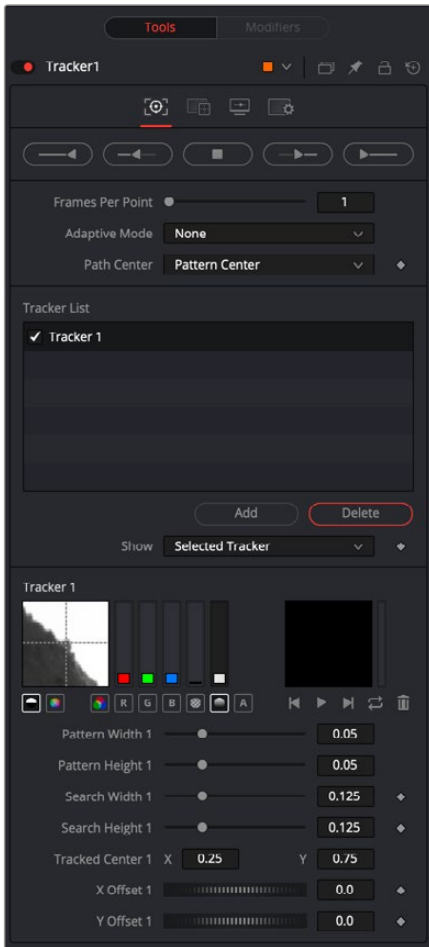 Tools Modifiers
Tracker1
Frames Per Point 1
Adaptive Mode None
Path Center Pattern Center
Tracker List
Tracker 1
Add Delete
Show Selected Tracker
Tracker 1
R G B A
Pattern Width 1 0.05
Pattern Height 1 0.05
Search Width 1 0.125
Search Height 1 0.125
Tracked Center 1 X 0.25 Y 0.75
X Offset 1 0.0
Y Offset 1 0.0